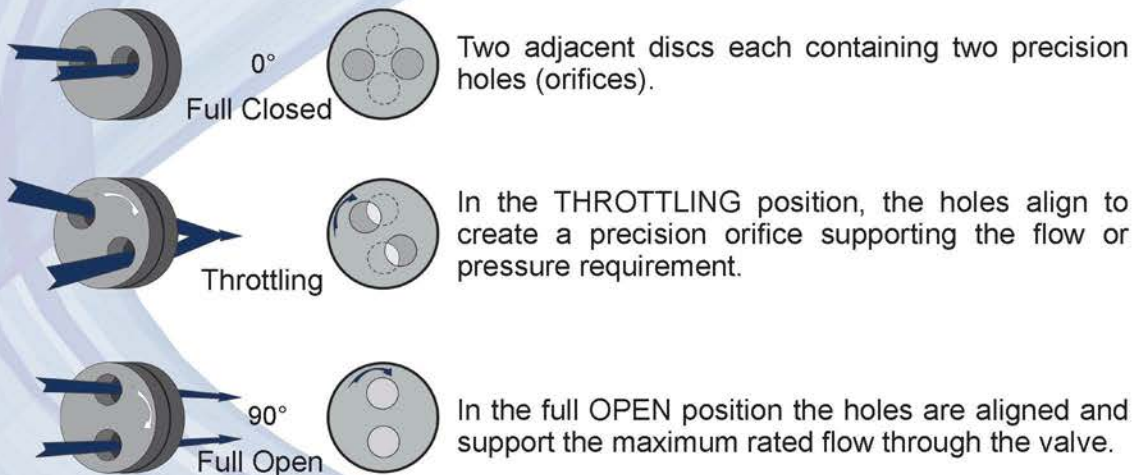 0°
Full Closed
Two adjacent discs each containing two precision
holes (orifices).
Throttling
In the THROTTLING position, the holes align to
create a precision orifice supporting the flow or
pressure requirement.
90°
Full Open
In the full OPEN position the holes are aligned and
support the maximum rated flow through the valve.